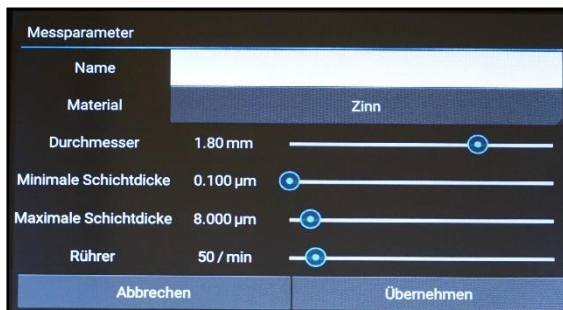 Messparameter
Name
Material Zinn
Durchmesser 1.80 mm
Minimale Schichtdicke 0.100 µm
Maximale Schichtdicke 8.000 µm
Rührer 50 / min
Abbrechen Übernehmen